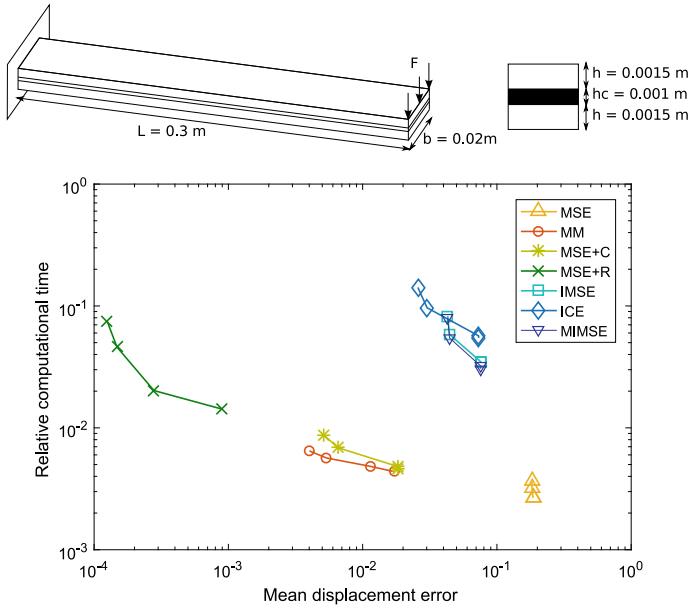 F
L = 0.3 m
b = 0.02m
h = 0.0015 m
hc = 0.001 m
h = 0.0015 m
10^0
10^-1
10^-2
10^-3
Relative computational time
MSE
MM
MSE+C
MSE+R
IMSE
ICE
MIMSE
10^-4
10^-3
10^-2
10^-1
10^0
Mean displacement error